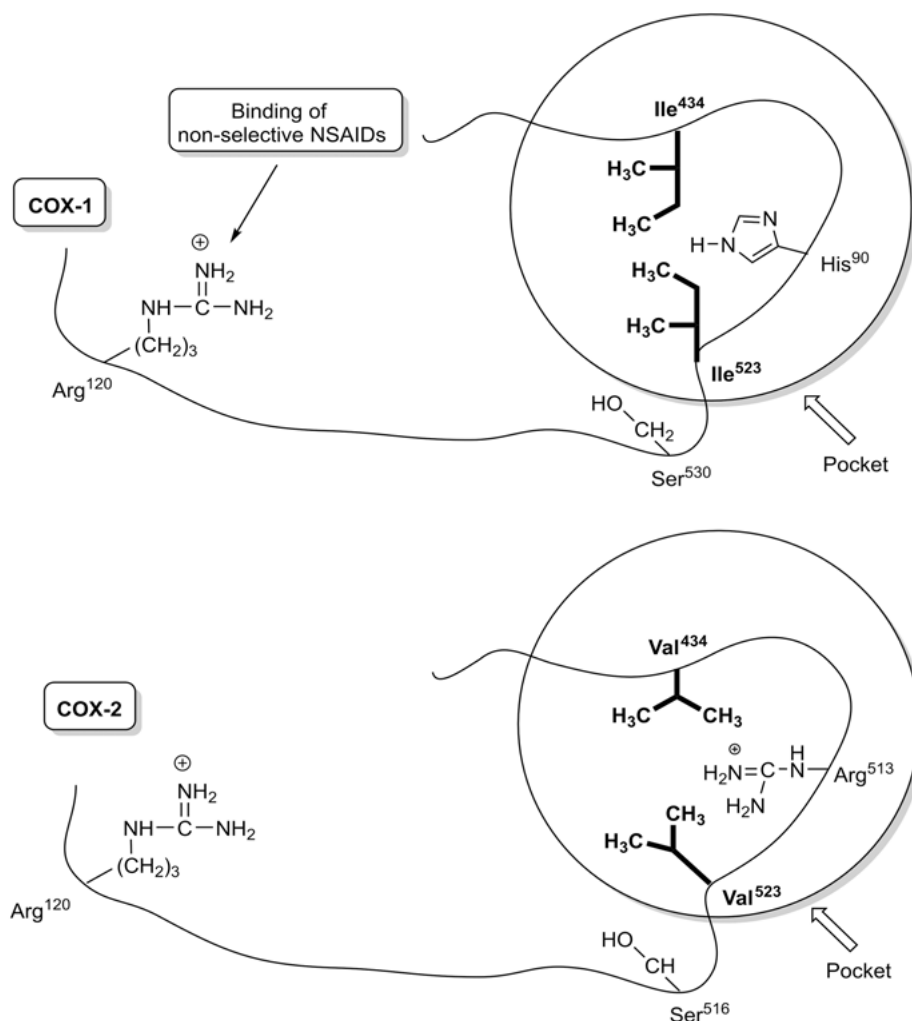 Binding of
non-selective NSAIDs
Ile⁴³⁴
H₃C
H₃C
COX-1
⊕
NH₂
NH–C–NH₂
(CH₂)₃
Arg¹²⁰
N
H–N
His⁹⁰
H₃C
H₃C
Ile⁵²³
HO
CH₂
Ser⁵³⁰
Pocket
Val⁴³⁴
H₃C
CH₃
COX-2
⊕
NH₂
NH–C–NH₂
(CH₂)₃
Arg¹²⁰
⊕
H
H₂N=C–N
Arg⁵¹³
H₂N
CH₃
H₃C
Val⁵²³
HO
CH
Ser⁵¹⁶
Pocket